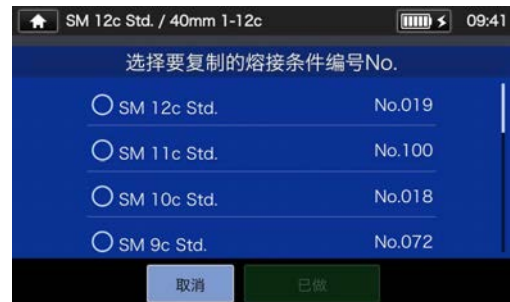 SM 12c Std. / 40mm 1-12c 09:41
选择要复制的熔接条件编号No.
SM 12c Std. No.019
SM 11c Std. No.100
SM 10c Std. No.018
SM 9c Std. No.072
取消 已做